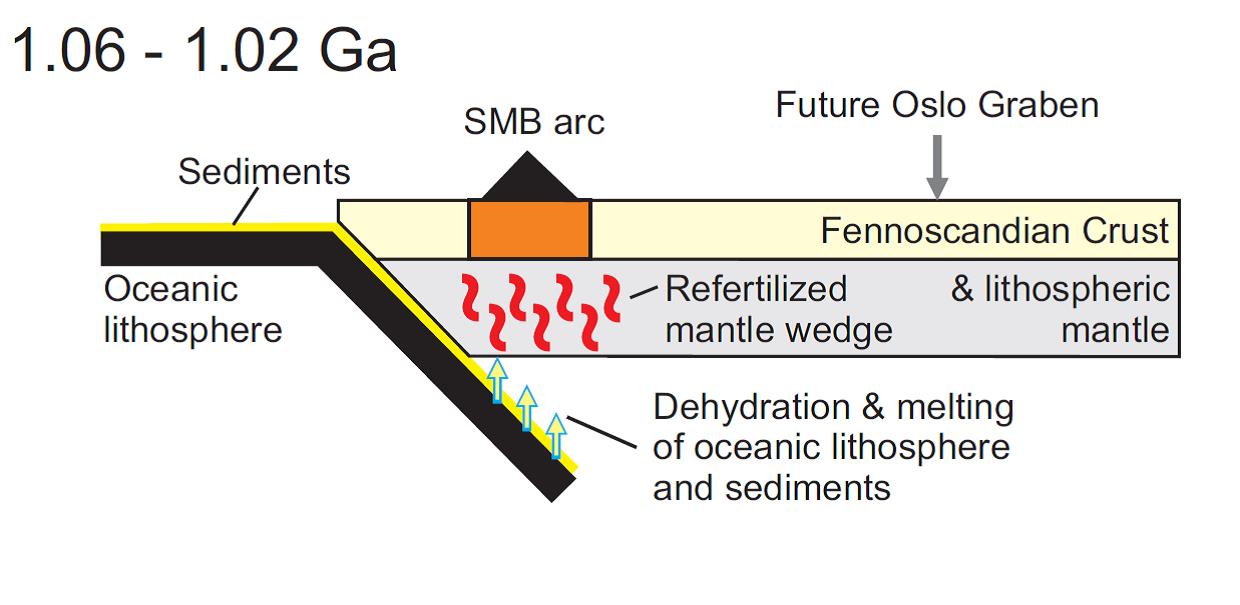 1.06 - 1.02 Ga
Future Oslo Graben
SMB arc
Sediments
Fennoscandian Crust
Oceanic
lithosphere
Refertilized
mantle wedge
& lithospheric
mantle
Dehydration & melting
of oceanic lithosphere
and sediments